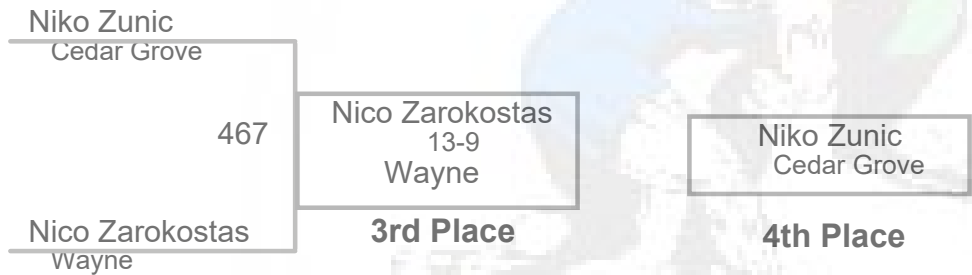 Niko Zunic
Cedar Grove
467
Nico Zarokostas
13-9
Wayne
3rd Place
Niko Zunic
Cedar Grove
4th Place
Nico Zarokostas
Wayne